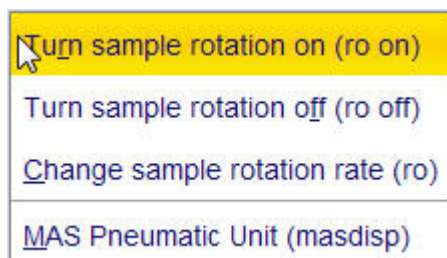 Turn sample rotation on (ro on)
Turn sample rotation off (ro off)
Change sample rotation rate (ro)
MAS Pneumatic Unit (masdisp)